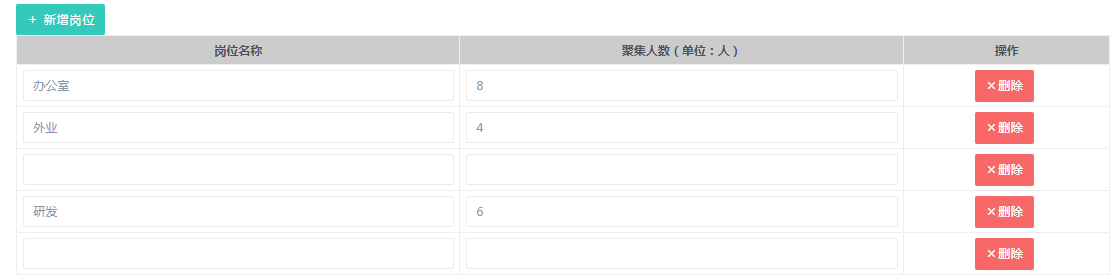 + 新增岗位
岗位名称 聚集人数（单位：人） 操作
办公室 8 ×删除
外业 4 ×删除
×删除
研发 6 ×删除
×删除